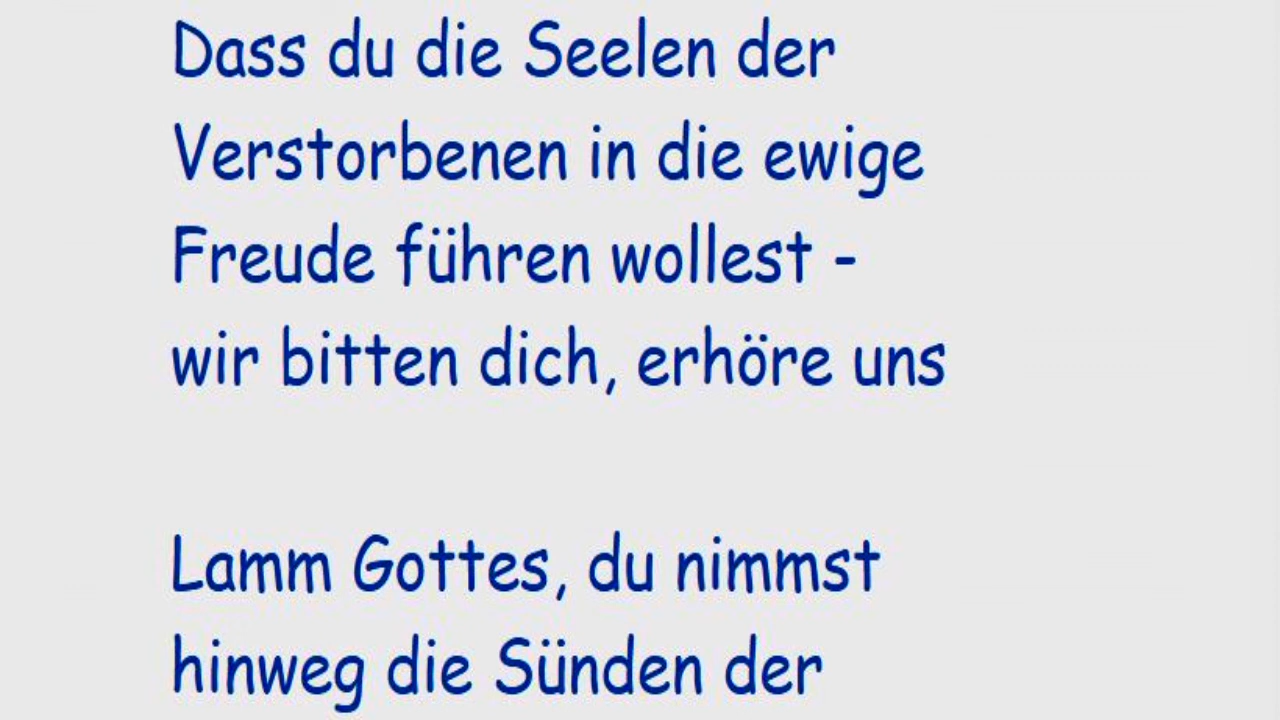 Dass du die Seelen der
Verstorbenen in die ewige
Freude führen wollest -
wir bitten dich, erhöre uns
Lamm Gottes, du nimmst
hinweg die Sünden der